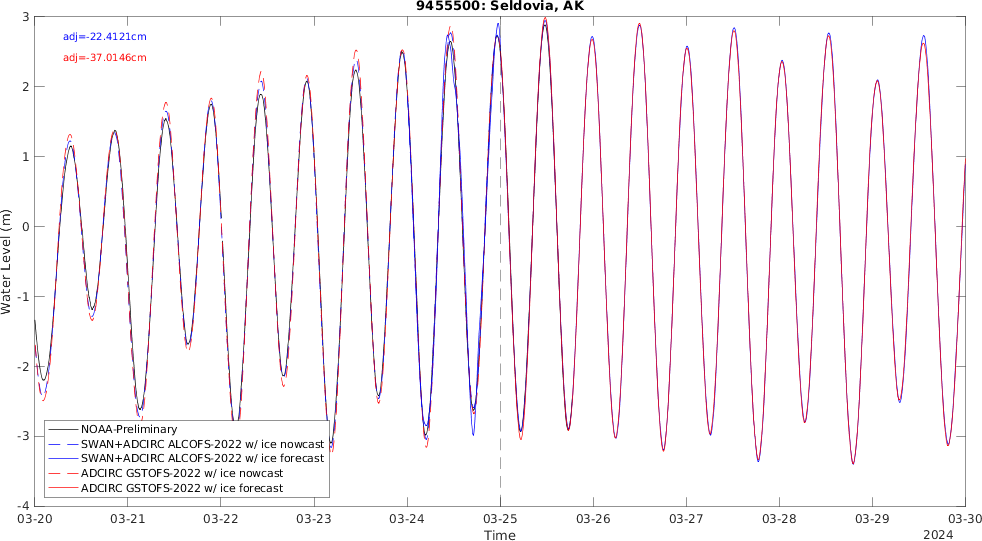 9455500: Seldovia, AK
adj=-22.4121cm
adj=-37.0146cm
Water Level (m)
3
2
1
0
-1
-2
-3
-4
NOAA-Preliminary
SWAN+ADCIRC ALCOFS-2022 w/ ice nowcast
SWAN+ADCIRC ALCOFS-2022 w/ ice forecast
ADCIRC GSTOFS-2022 w/ ice nowcast
ADCIRC GSTOFS-2022 w/ ice forecast
03-20 03-21 03-22 03-23 03-24 03-25 03-26 03-27 03-28 03-29 03-30
Time
2024